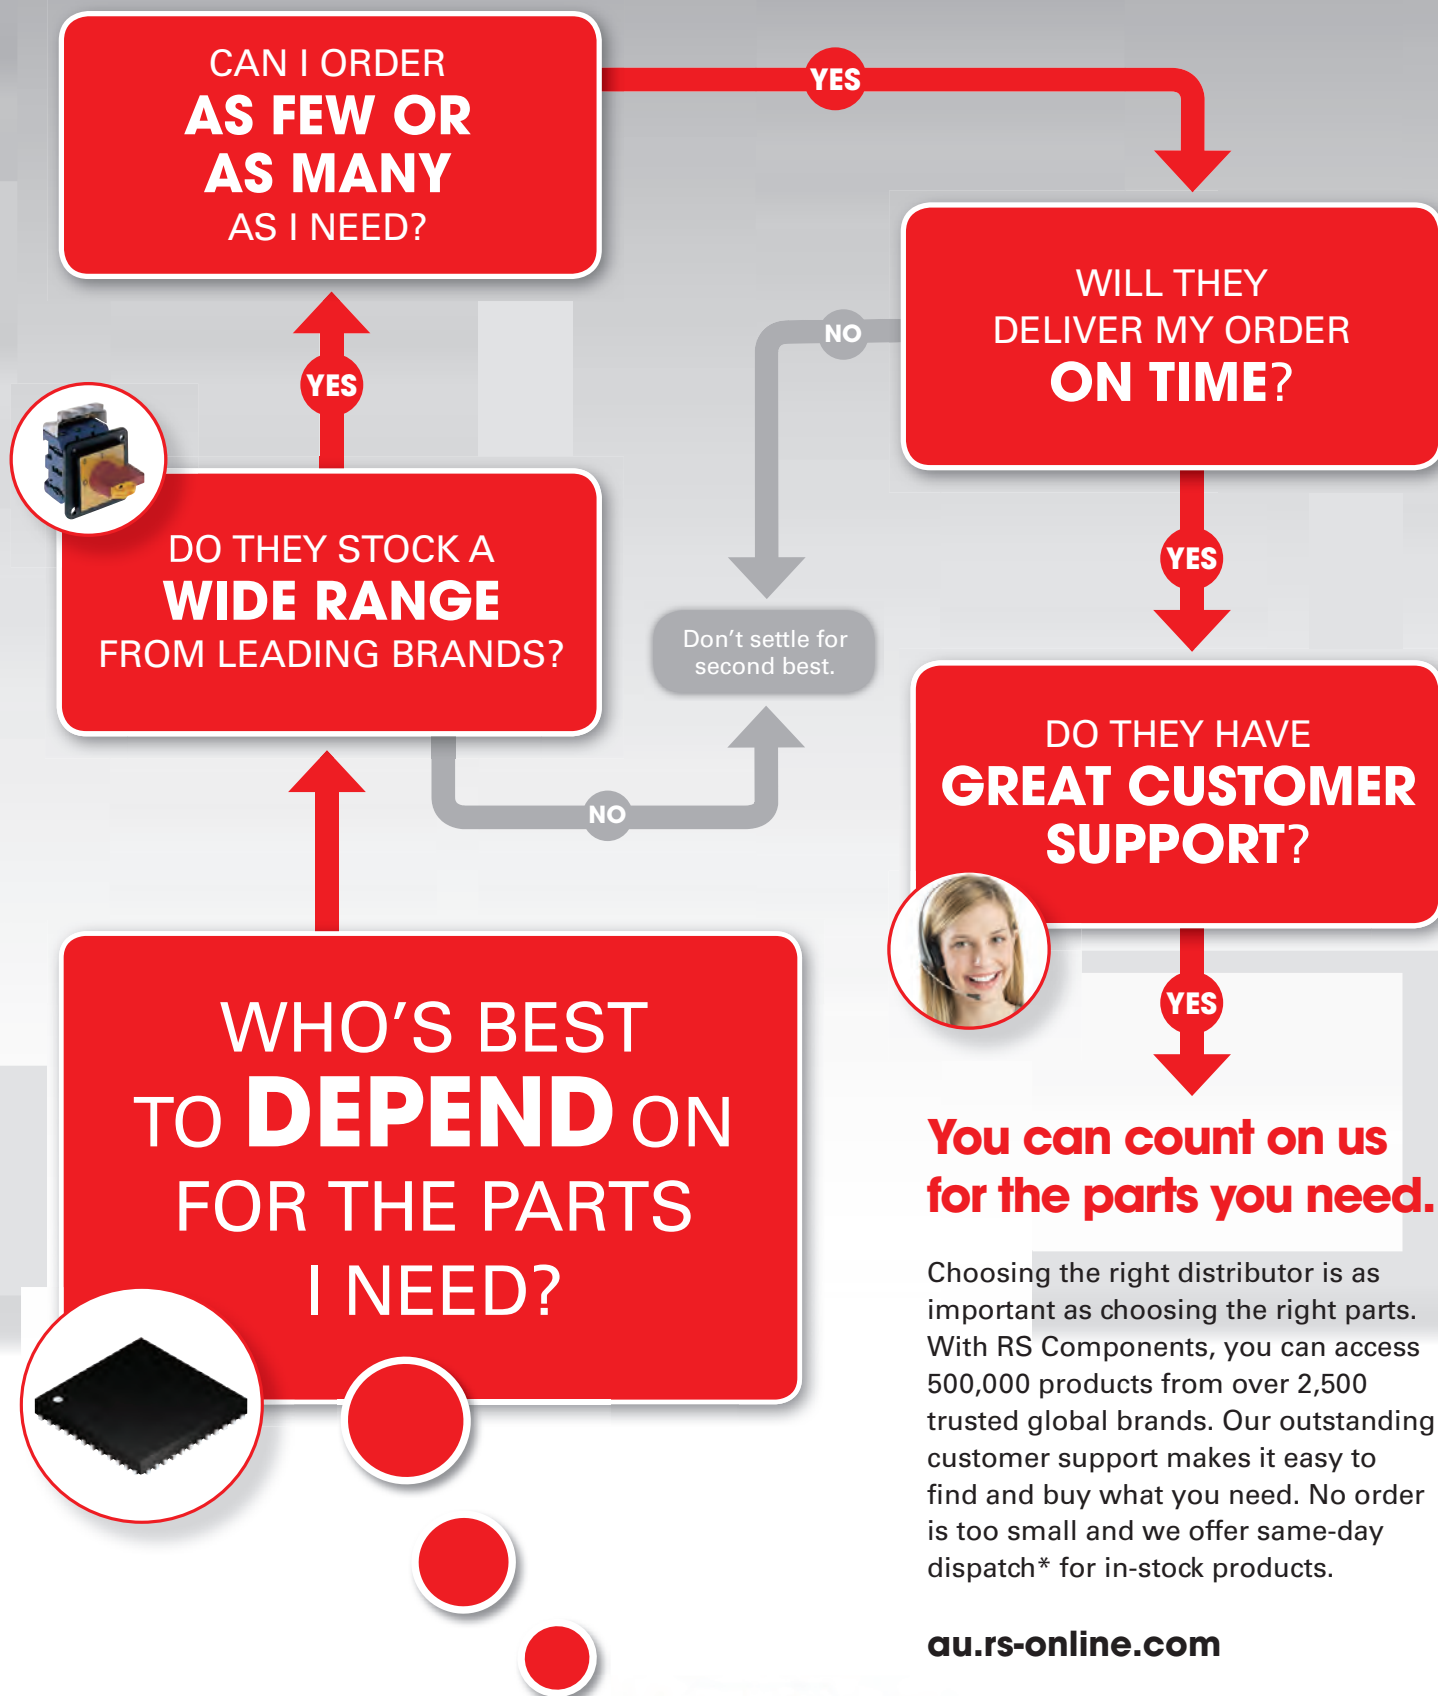 CAN I ORDER
AS FEW OR
AS MANY
AS I NEED?
YES
WILL THEY
DELIVER MY ORDER
ON TIME?
NO
YES
DO THEY STOCK A
WIDE RANGE
FROM LEADING BRANDS?
YES
Don't settle for
second best.
NO
DO THEY HAVE
GREAT CUSTOMER
SUPPORT?
YES
WHO'S BEST
TO DEPEND ON
FOR THE PARTS
I NEED?
You can count on us
for the parts you need.
Choosing the right distributor is as
important as choosing the right parts.
With RS Components, you can access
500,000 products from over 2,500
trusted global brands. Our outstanding
customer support makes it easy to
find and buy what you need. No order
is too small and we offer same-day
dispatch* for in-stock products.
au.rs-online.com